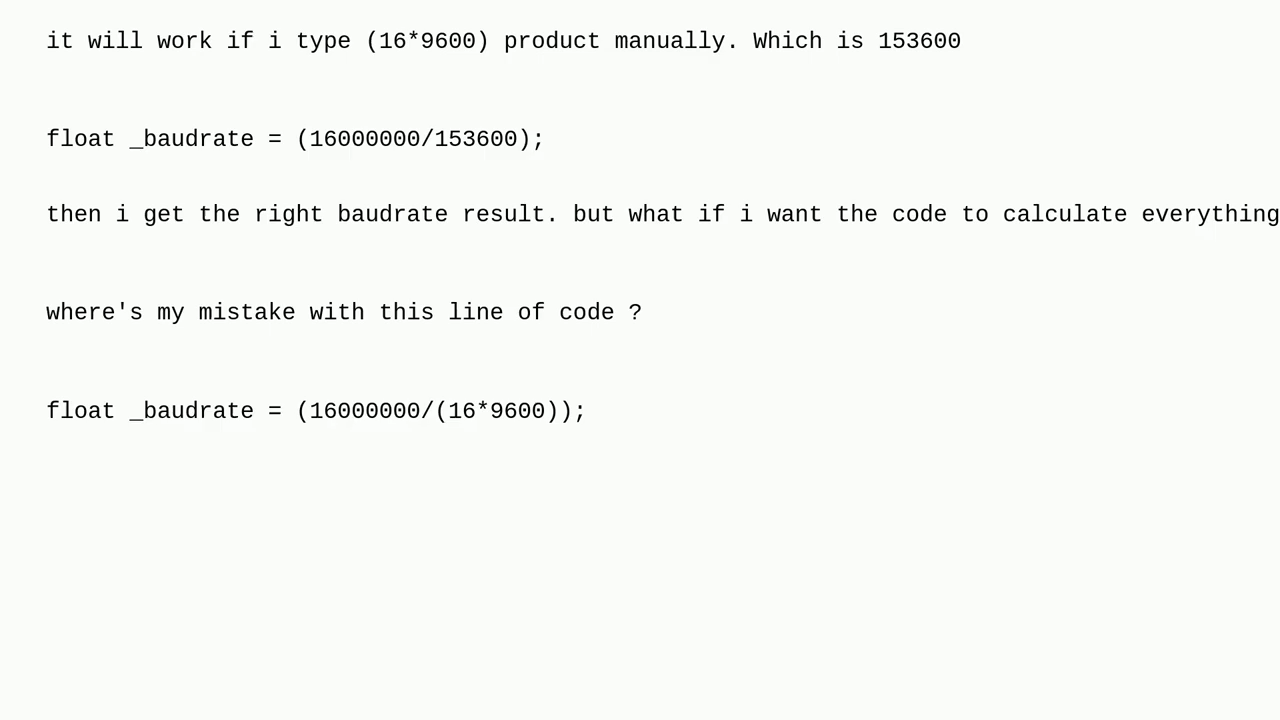 it will work if i type (16*9600) product manually. Which is 153600
float _baudrate = (16000000/153600);
then i get the right baudrate result. but what if i want the code to calculate everything
where's my mistake with this line of code ?
float _baudrate = (16000000/(16*9600));